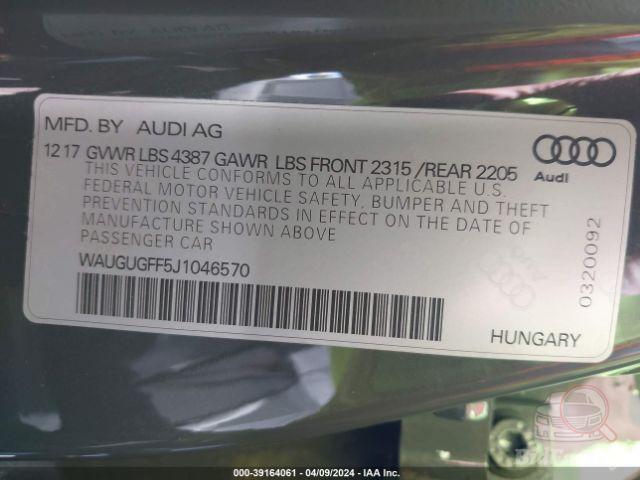 MFD. BY AUDI AG
12 17 GVWR LBS 4387 GAWR LBS FRONT 2315 /REAR 2205
THIS VEHICLE CONFORMS TO ALL APPLICABLE U.S.
FEDERAL MOTOR VEHICLE SAFETY, BUMPER AND THEFT
PREVENTION STANDARDS IN EFFECT ON THE DATE OF
MANUFACTURE SHOWN ABOVE
PASSENGER CAR
WAUGUGFF5J1046570
Audi
0320092
HUNGARY
000-39164061 - 04/09/2024 - IAA Inc.